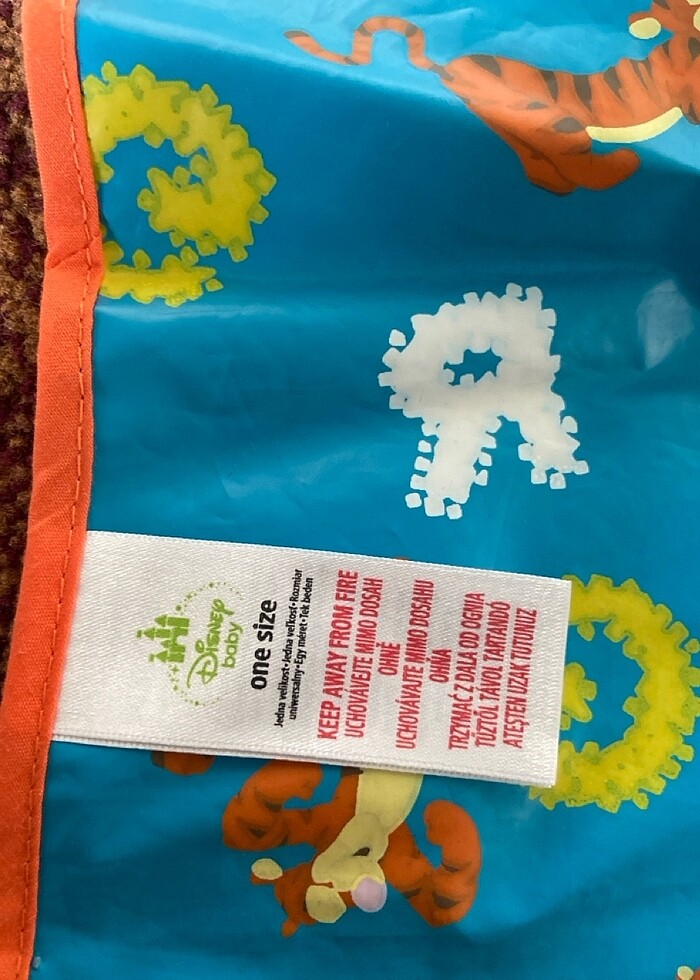 G
R
G
Disney
baby
one size
Jedna velikost•Jedna veľkosť•Rozmiar
uniwersalny•Egy méret•Tek beden
KEEP AWAY FROM FIRE
UCHOVÁVEJTE MIMO DOSAH
OHNĚ
UCHOVÁVAJTE MIMO DOSAHU
OHŇA
TRZYMAĆ Z DALA OD OGNIA
TŰZTŐL TÁVOL TARTANDÓ
ATEŞTEN UZAK TUTUNUZ